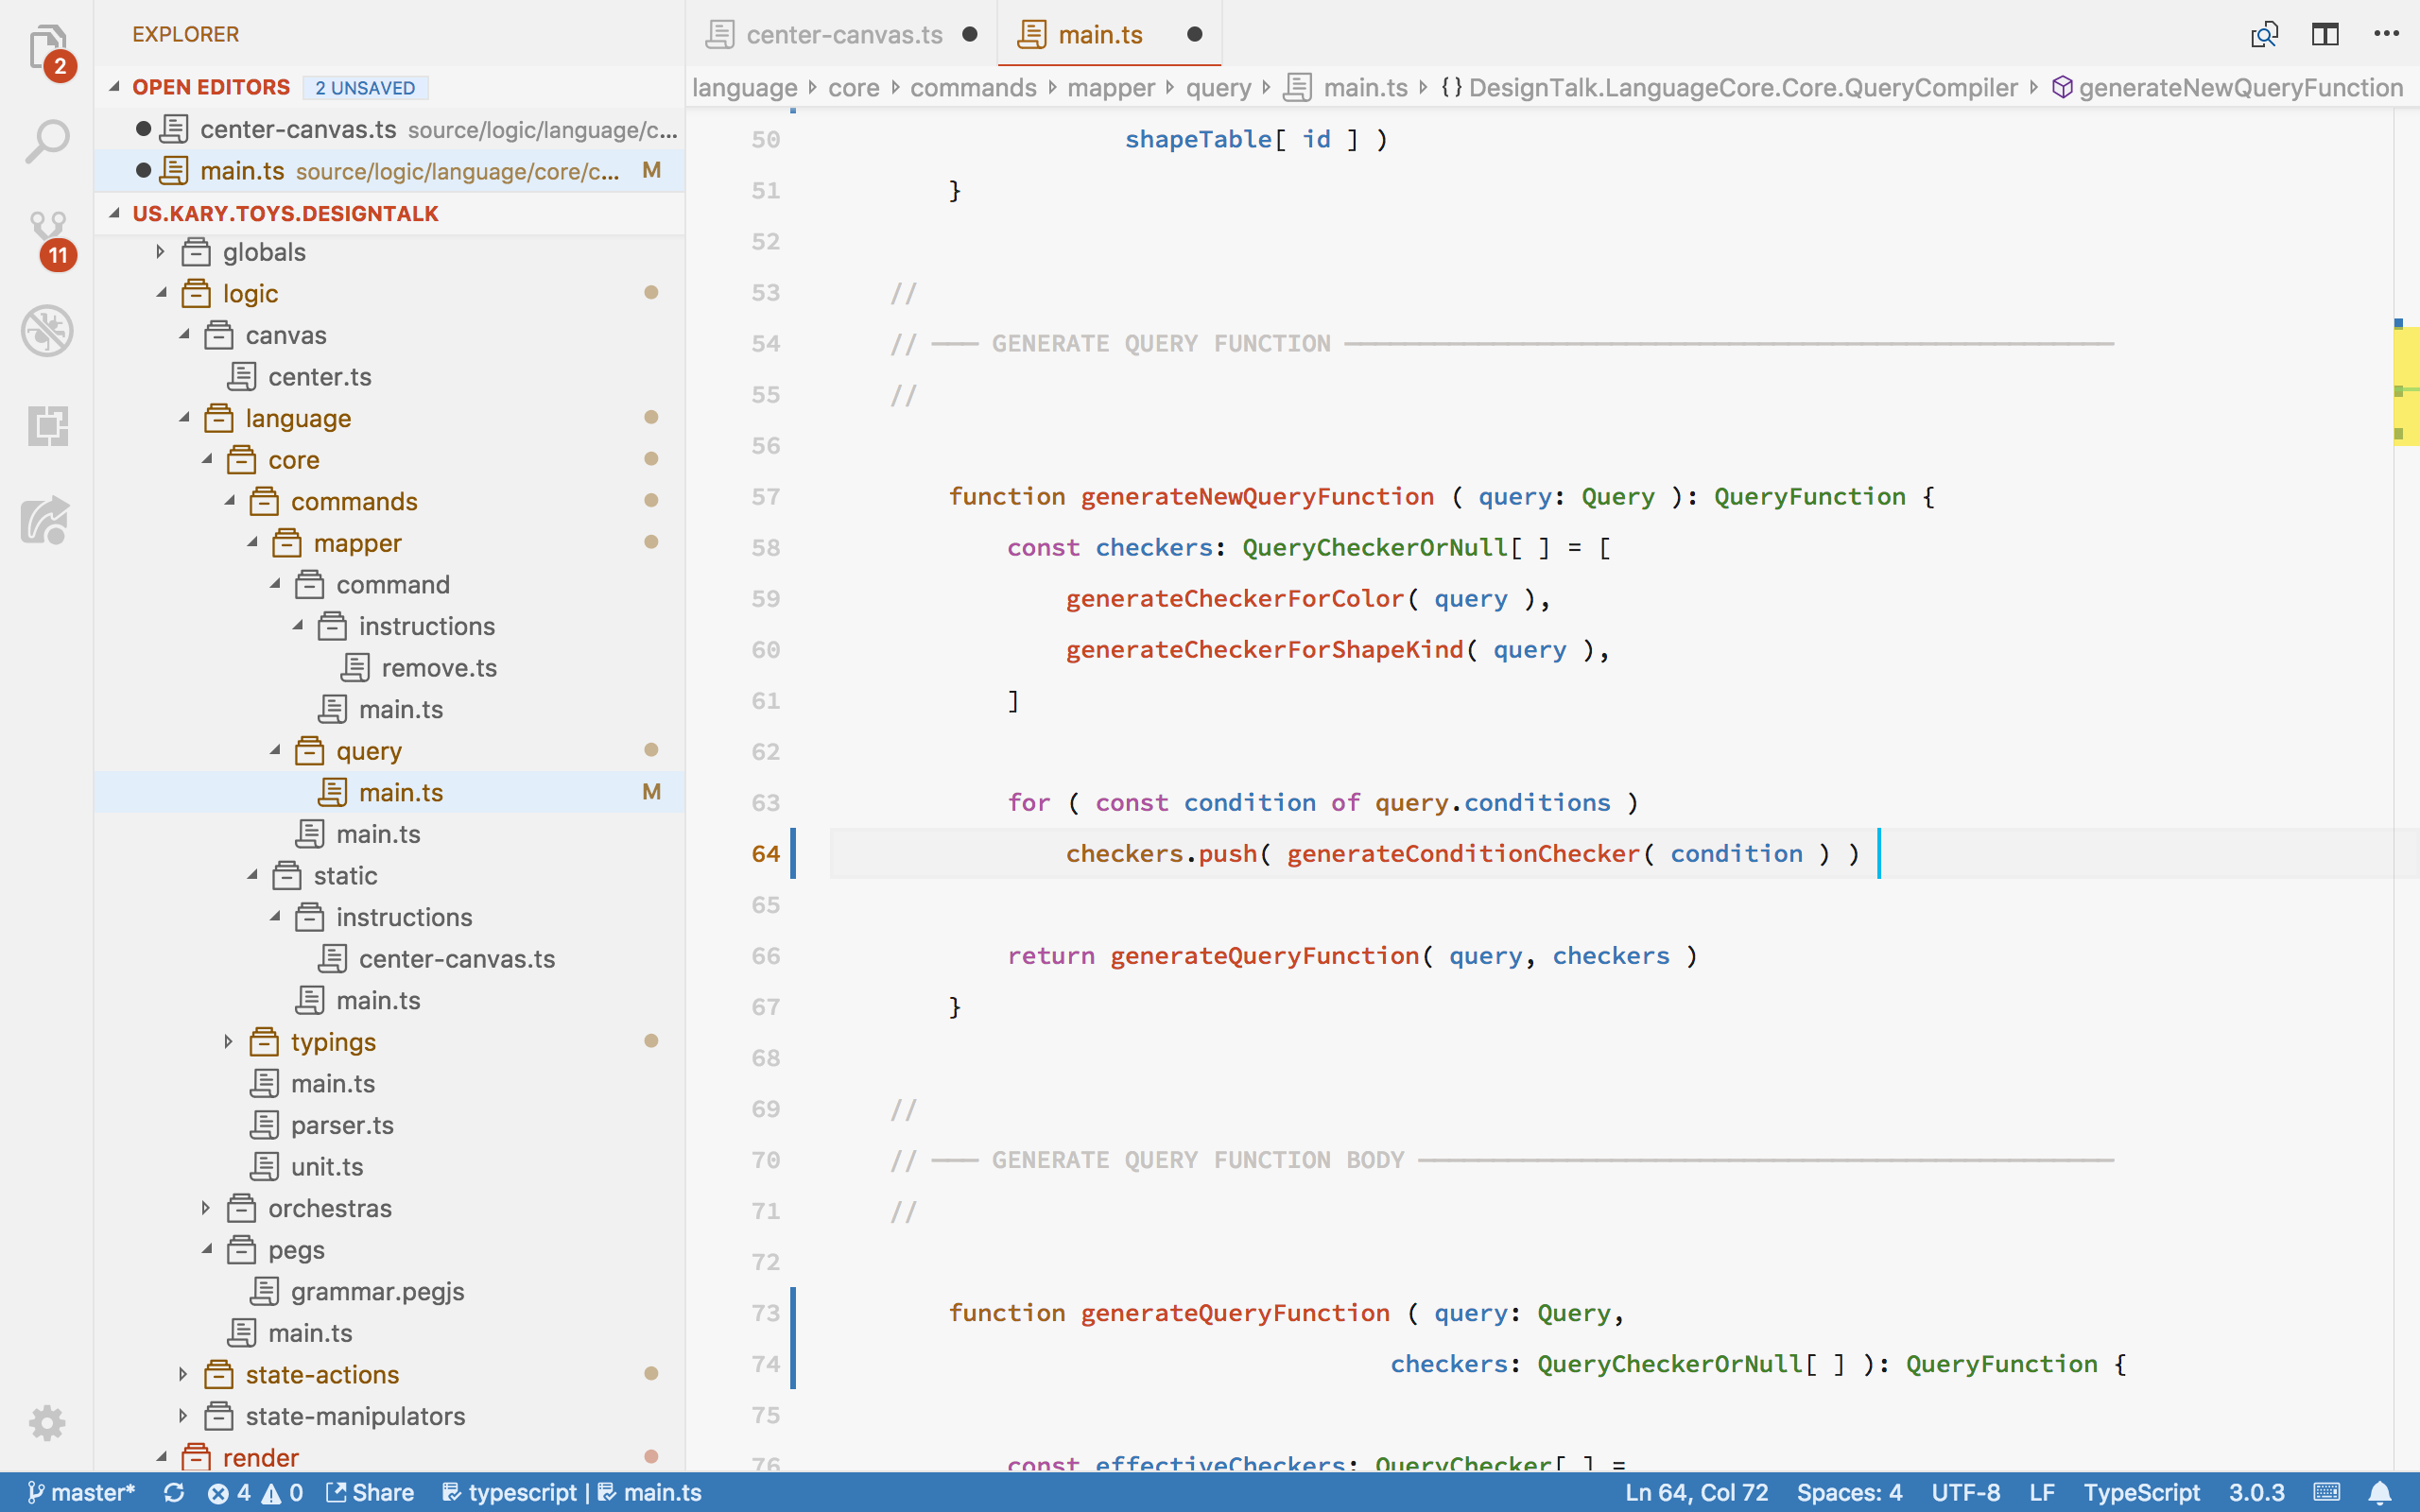 2
11
EXPLORER
OPEN EDITORS 2 UNSAVED
center-canvas.ts source/logic/language/c...
main.ts source/logic/language/core/c... M
US.KARY.TOYS.DESIGNTALK
globals
logic
canvas
center.ts
language
core
commands
mapper
command
instructions
remove.ts
main.ts
query
main.ts M
main.ts
static
instructions
center-canvas.ts
main.ts
typings
main.ts
parser.ts
unit.ts
orchestras
pegs
grammar.pegjs
main.ts
state-actions
state-manipulators
render
center-canvas.ts
main.ts
language › core › commands › mapper › query › main.ts › {} DesignTalk.LanguageCore.Core.QueryCompiler › generateNewQueryFunction
50 shapeTable[ id ] )
51 }
52
53 //
54 // ─── GENERATE QUERY FUNCTION ─────────────────────────
55 //
56
57 function generateNewQueryFunction ( query: Query ): QueryFunction {
58 const checkers: QueryCheckerOrNull[ ] = [
59 generateCheckerForColor( query ),
60 generateCheckerForShapeKind( query ),
61 ]
62
63 for ( const condition of query.conditions )
64 checkers.push( generateConditionChecker( condition ) )
65
66 return generateQueryFunction( query, checkers )
67 }
68
69 //
70 // ─── GENERATE QUERY FUNCTION BODY ─────────────────────────
71 //
72
73 function generateQueryFunction ( query: Query,
74 checkers: QueryCheckerOrNull[ ] ): QueryFunction {
75
76 const effectiveCheckers: QueryChecker[ ] =
master* 4 0 Share typescript | main.ts Ln 64, Col 72 Spaces: 4 UTF-8 LF TypeScript 3.0.3